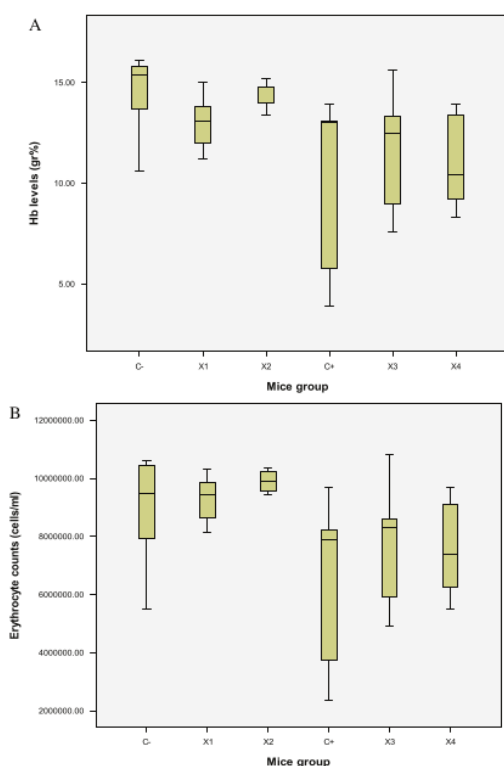 A
15.00
10.00
5.00
Hb levels (gr%)
C- X1 X2 C+ X3 X4
Mice group
B
12000000.00
10000000.00
8000000.00
6000000.00
4000000.00
2000000.00
Erythrocyte counts (cells/ml)
C- X1 X2 C+ X3 X4
Mice group